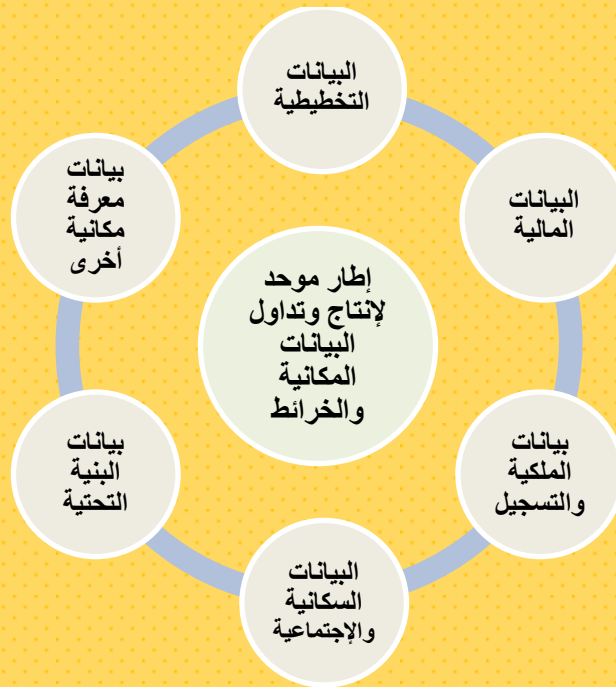 البيانات
التخطيطية
البيانات
المالية
بيانات
الملكية
والتسجيل
البيانات
السكانية
والإجتماعية
بيانات
البنية
التحتية
بيانات
معرفة
مكانية
أخرى
إطار موحد
لإنتاج وتداول
البيانات
المكانية
والخرائط